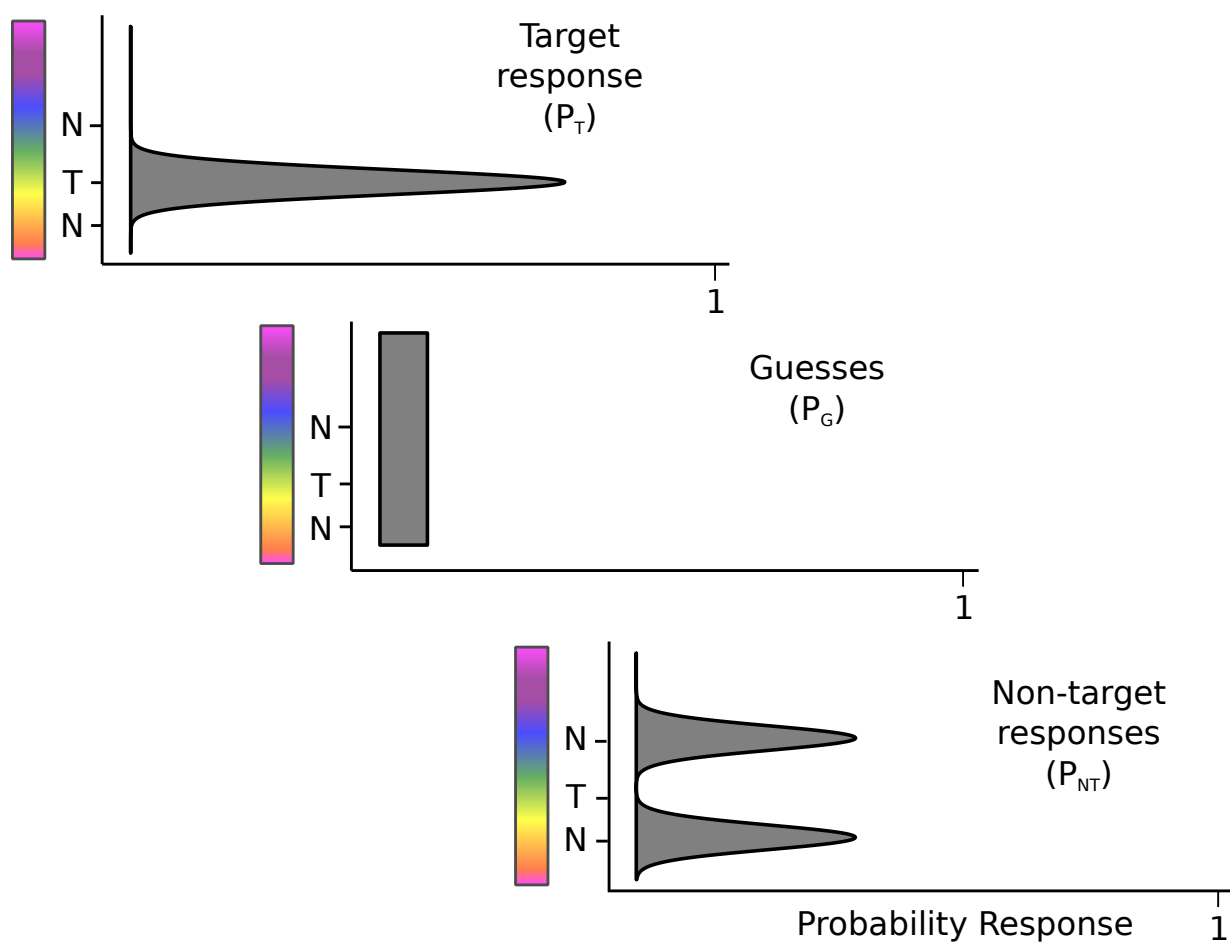 Target
response
(P_T)
N
T
N
1
Guesses
(P_G)
N
T
N
1
Non-target
responses
(P_NT)
N
T
N
Probability Response
1